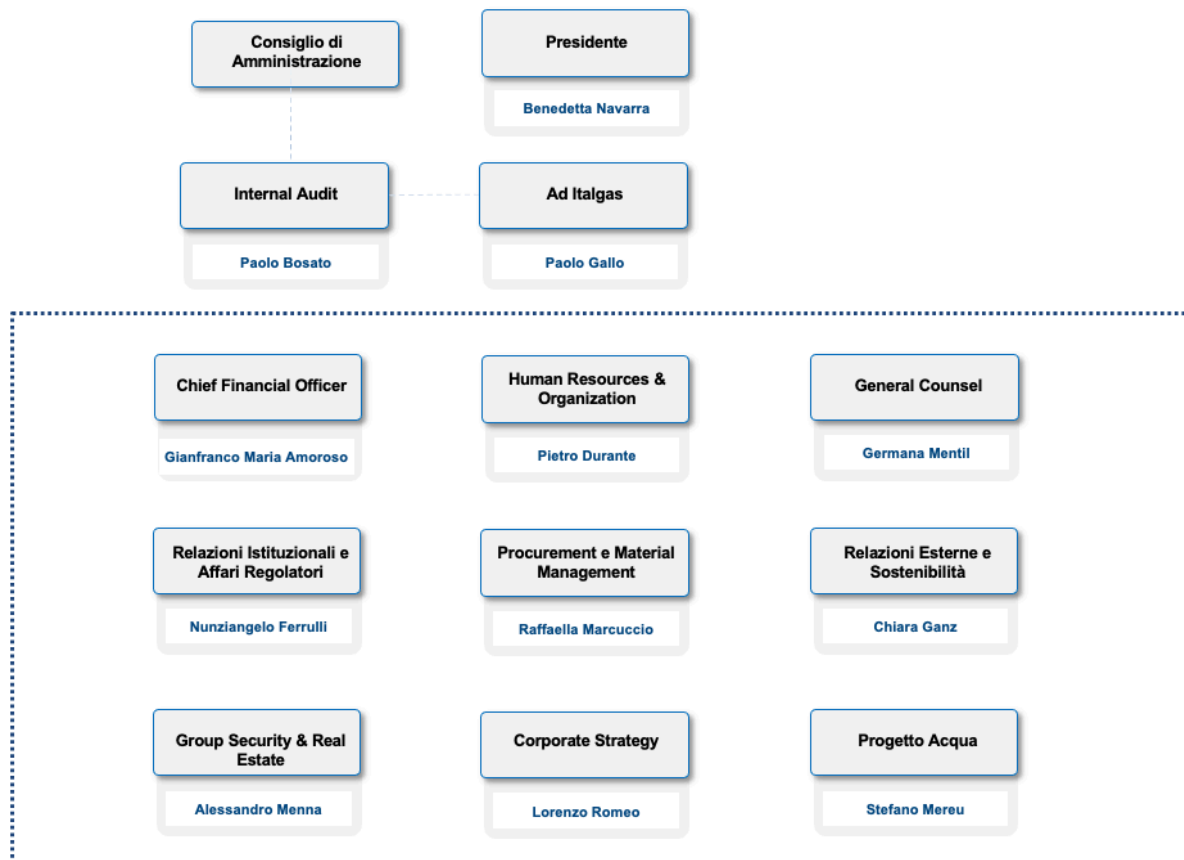 Consiglio di
Amministrazione
Presidente
Benedetta Navarra
Internal Audit
Ad Italgas
Paolo Bosato
Paolo Gallo
Chief Financial Officer
Gianfranco Maria Amoroso
Human Resources &
Organization
Pietro Durante
General Counsel
Germana Mentil
Relazioni Istituzionali e
Affari Regolatori
Nunziangelo Ferrulli
Procurement e Material
Management
Raffaella Marcuccio
Relazioni Esterne e
Sostenibilità
Chiara Ganz
Group Security & Real
Estate
Alessandro Menna
Corporate Strategy
Lorenzo Romeo
Progetto Acqua
Stefano Mereu